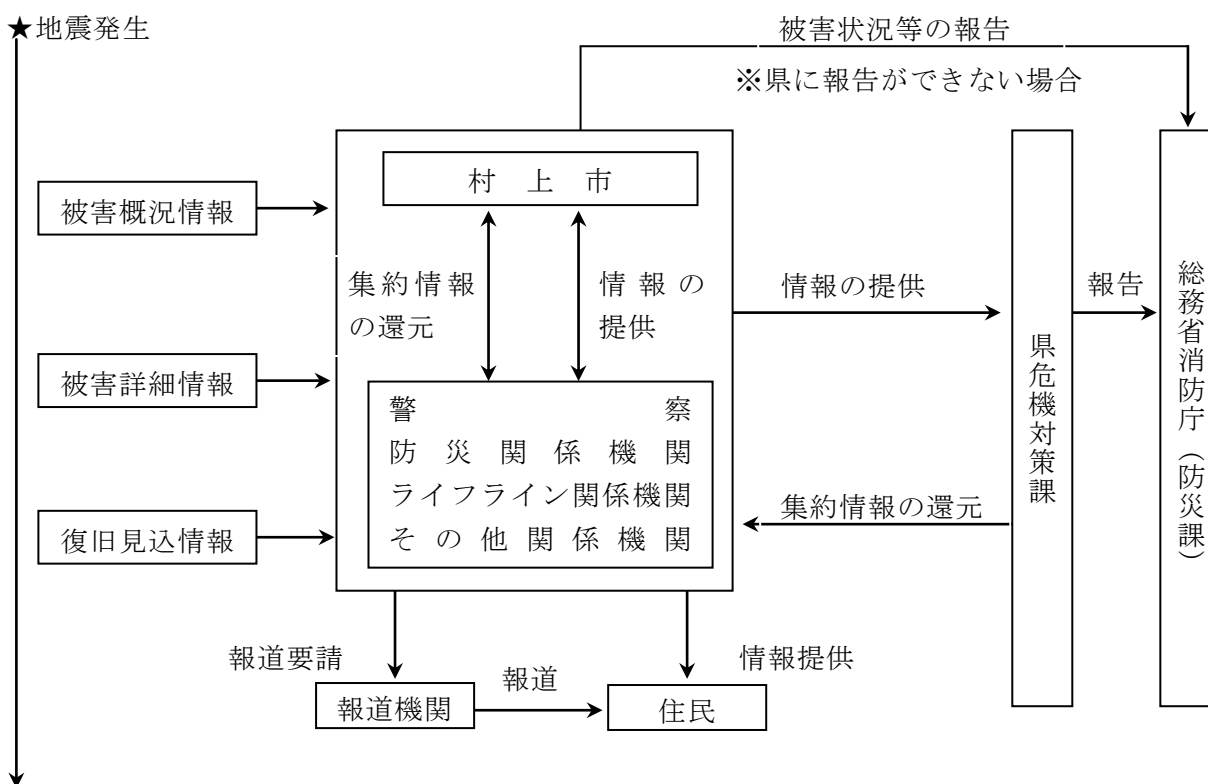 ★地震発生
被害状況等の報告
※県に報告ができない場合
村上市
被害概況情報
集約情報
の還元
情報の
提供
情報の提供
報告
被害詳細情報
警察
防災関係機関
ライフライン関係機関
その他関係機関
県危機対策課
総務省消防庁（防災課）
集約情報の還元
復旧見込情報
報道要請
情報提供
報道
報道機関
住民